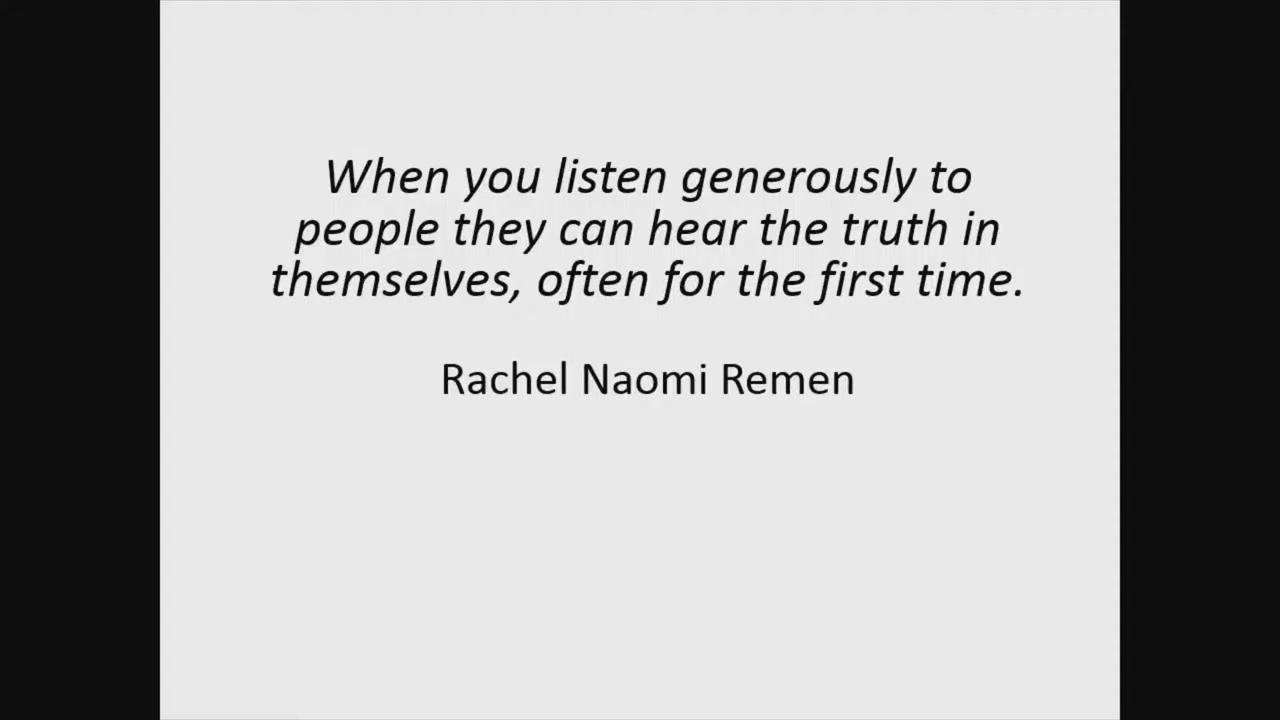 When you listen generously to
people they can hear the truth in
themselves, often for the first time.
Rachel Naomi Remen